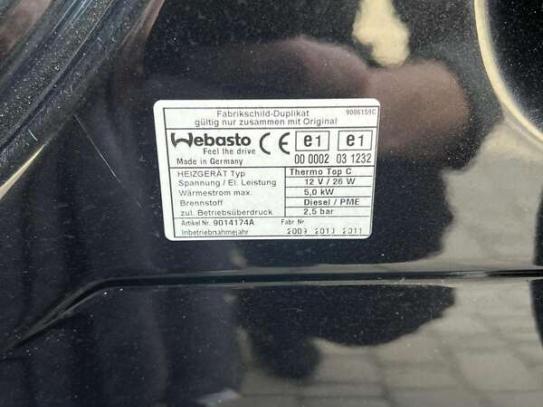 Fabrikschild-Duplikat 9006159C
gültig nur zusammen mit Original
Webasto CE e1 e1
Feel the drive
Made in Germany 00 0002 03 1232
HEIZGERÄT Typ Thermo Top C
Spannung / El. Leistung 12 V / 26 W
Wärmestrom max. 5,0 kW
Brennstoff Diesel / PME
zul. Betriebsüberdruck 2,5 bar
Artikel Nr. 9014174A Fabr. Nr
Inbetriebnahmejahr 2009 2010 2011